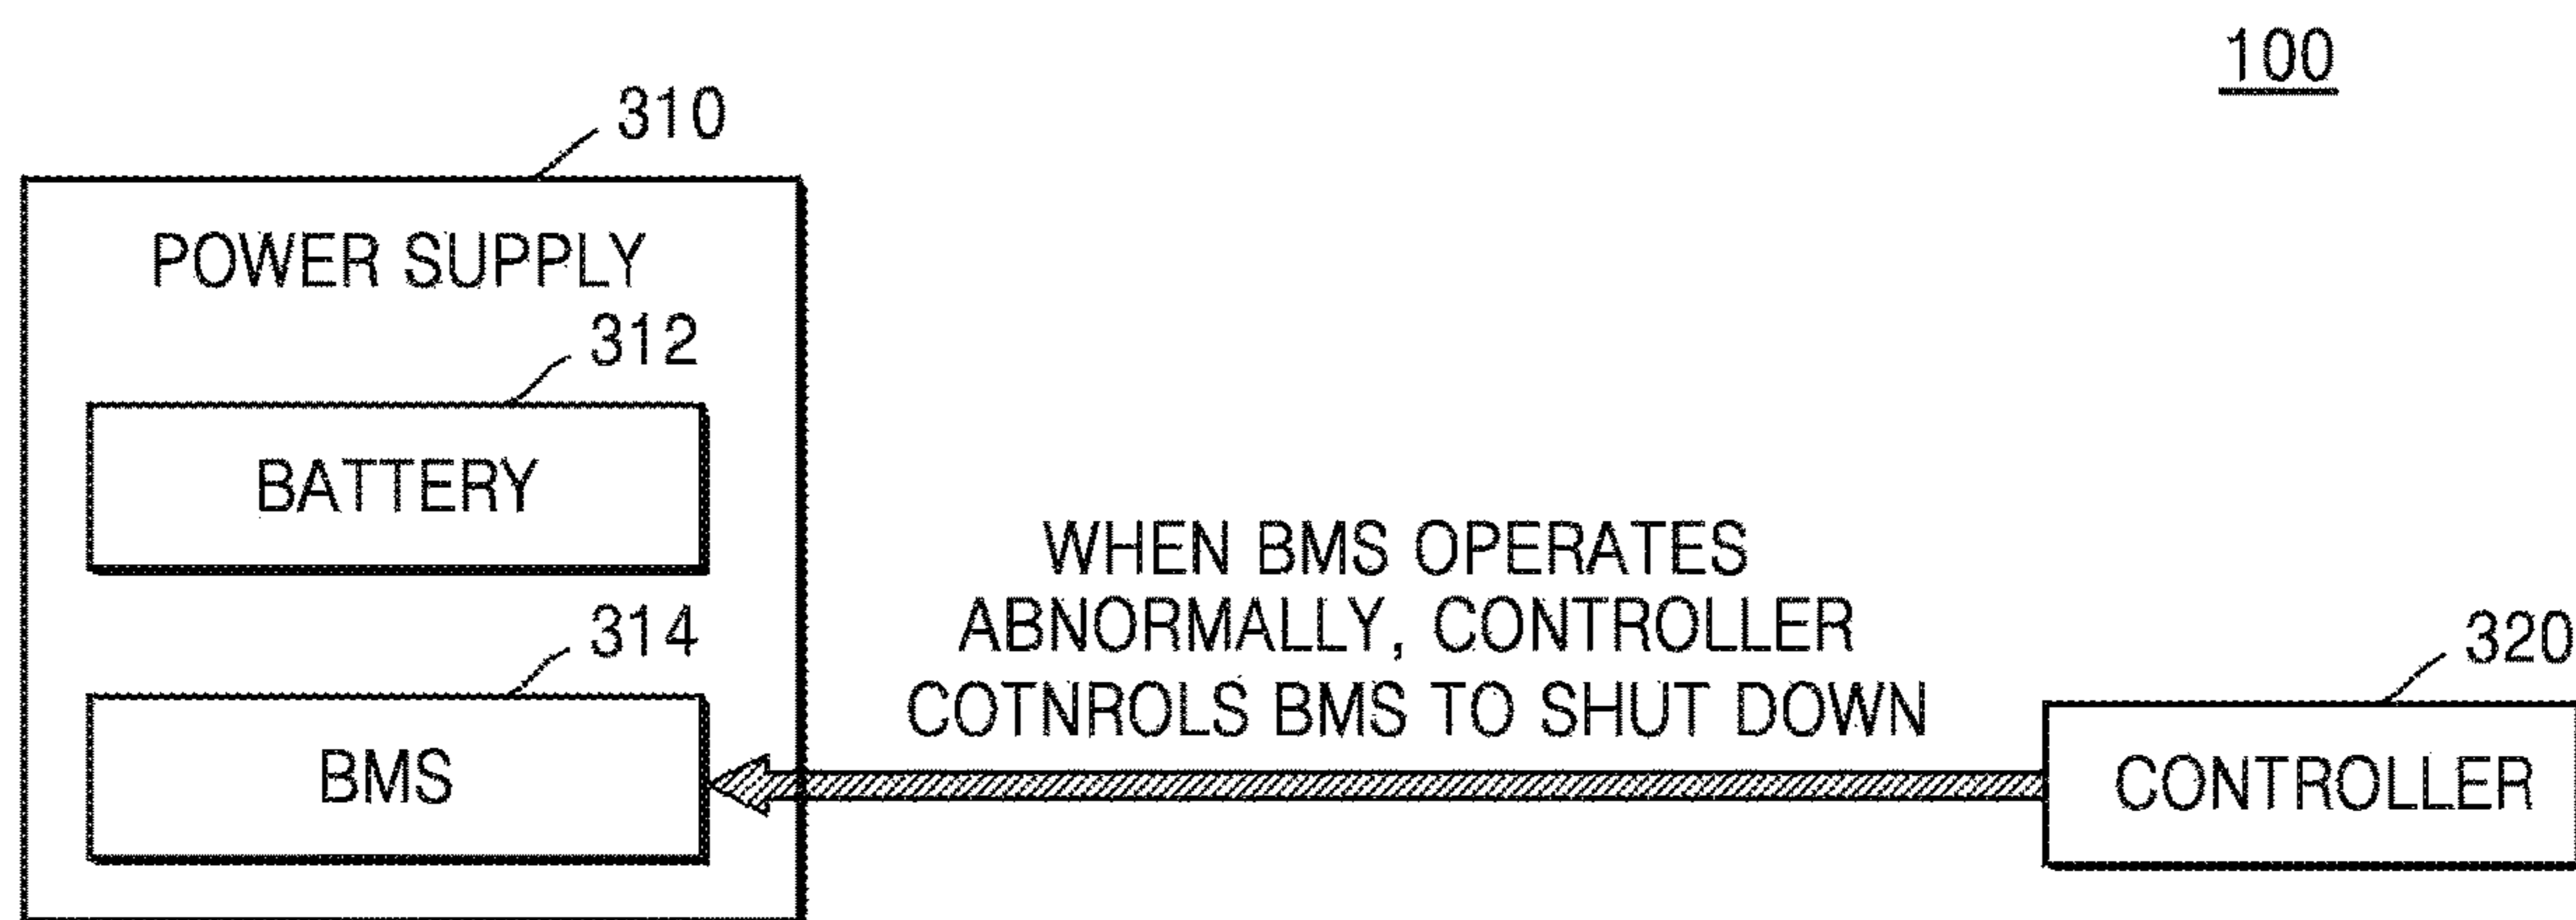 100
310
POWER SUPPLY
312
BATTERY
314
BMS
WHEN BMS OPERATES
ABNORMALLY, CONTROLLER
COTNROLS BMS TO SHUT DOWN
320
CONTROLLER